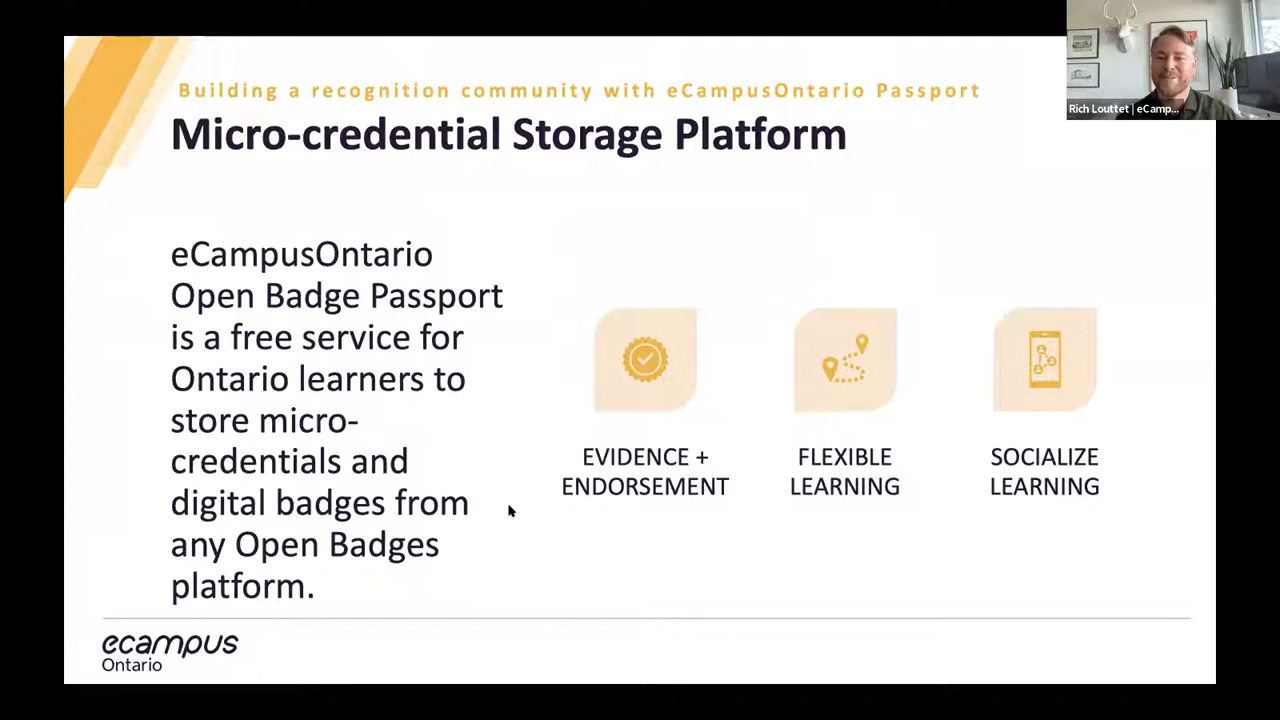 Building a recognition community with eCampusOntario Passport
Micro-credential Storage Platform
Rich Louttet | eCamp...
eCampusOntario
Open Badge Passport
is a free service for
Ontario learners to
store micro-
credentials and
digital badges from
any Open Badges
platform.
EVIDENCE +
ENDORSEMENT
FLEXIBLE
LEARNING
SOCIALIZE
LEARNING
ecampus
Ontario